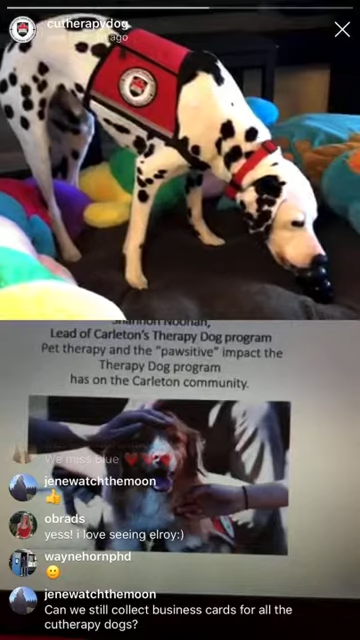 cutherapydog
ago
Shannon Noonan,
Lead of Carleton's Therapy Dog program
Pet therapy and the "pawsitive" impact the
Therapy Dog program
has on the Carleton community.
We miss blue ❤️❤️❤️
jenewatchthemoon
👍
obrads
yess! i love seeing elroy:)
waynehornphd
🙂
jenewatchthemoon
Can we still collect business cards for all the
cutherapy dogs?